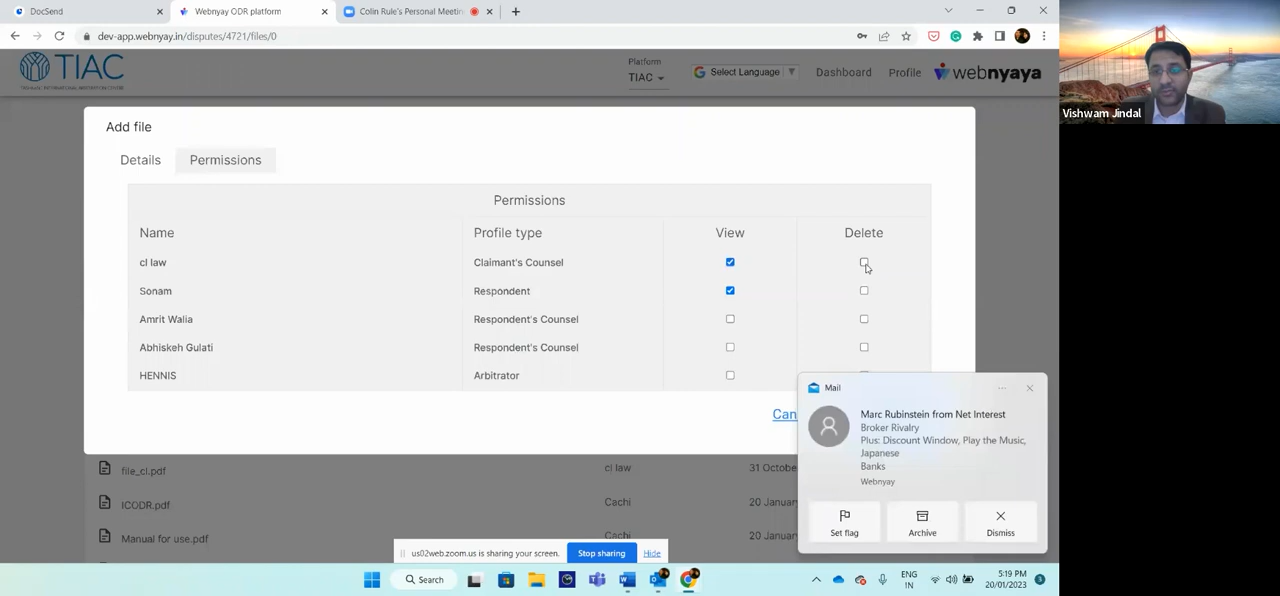 DocSend
Webnyay ODR platform
Colin Rule's Personal Meetin
dev-app.webnyay.in/disputes/4721/files/0
TIAC
Platform
TIAC
Select Language
Dashboard
Profile
webnyaya
Vishwam Jindal
Add file
Details
Permissions
Permissions
Name
Profile type
View
Delete
cl law
Claimant's Counsel
Sonam
Respondent
Amrit Walia
Respondent's Counsel
Abhiskeh Gulati
Respondent's Counsel
HENNIS
Arbitrator
Can
Mail
Marc Rubinstein from Net Interest
Broker Rivalry
Plus: Discount Window, Play the Music,
Japanese
Banks
Webnyay
Set flag
Archive
Dismiss
file_cl.pdf
cl law
31 Octobe
ICODR.pdf
Cachi
20 January
Manual for use.pdf
Cachi
20 January
us02web.zoom.us is sharing your screen.
Stop sharing
Hide
Search
ENG
IN
5:19 PM
20/01/2023
3